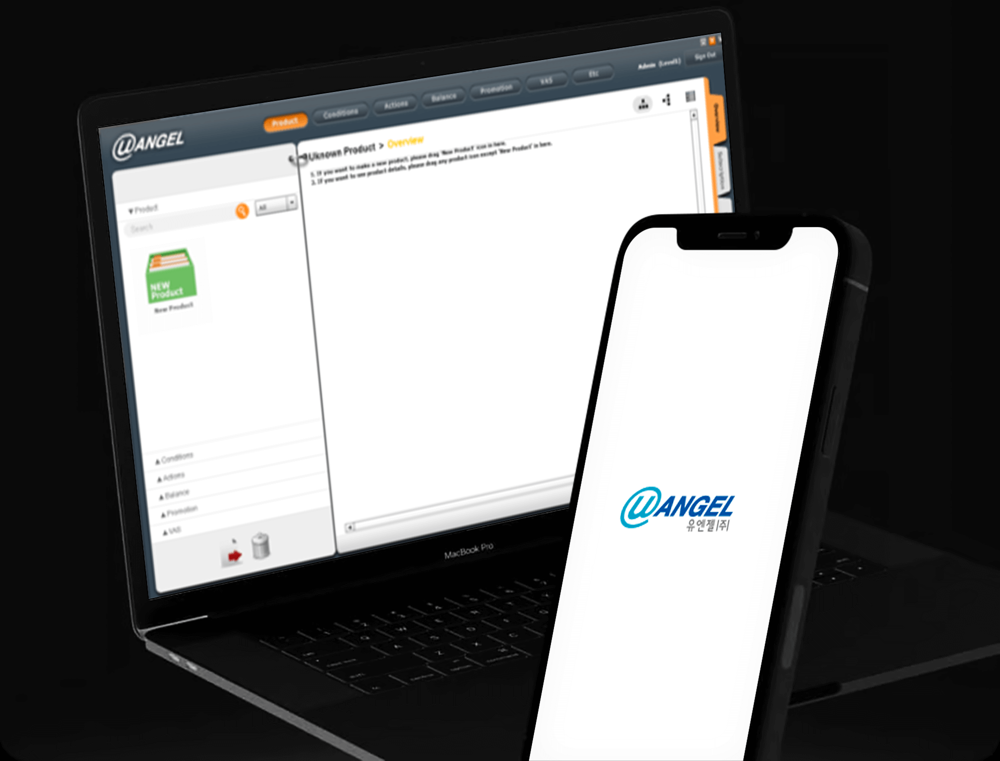 Admin (Level5)
Sign Out
Product
Conditions
Actions
Balance
Promotion
VAS
Etc
@UANGEL
Uknown Product > Overview
1. If you want to make a new product, please drag 'New Product' icon in here.
2. If you want to see product details, please drag any product icon except 'New Product' in here.
Overview
Subscription
▼ Product
Search
All
NEW
Product
New Product
▲ Conditions
▲ Actions
▲ Balance
▲ Promotion
▲ VAS
MacBook Pro
@UANGEL
유엔젤|주|